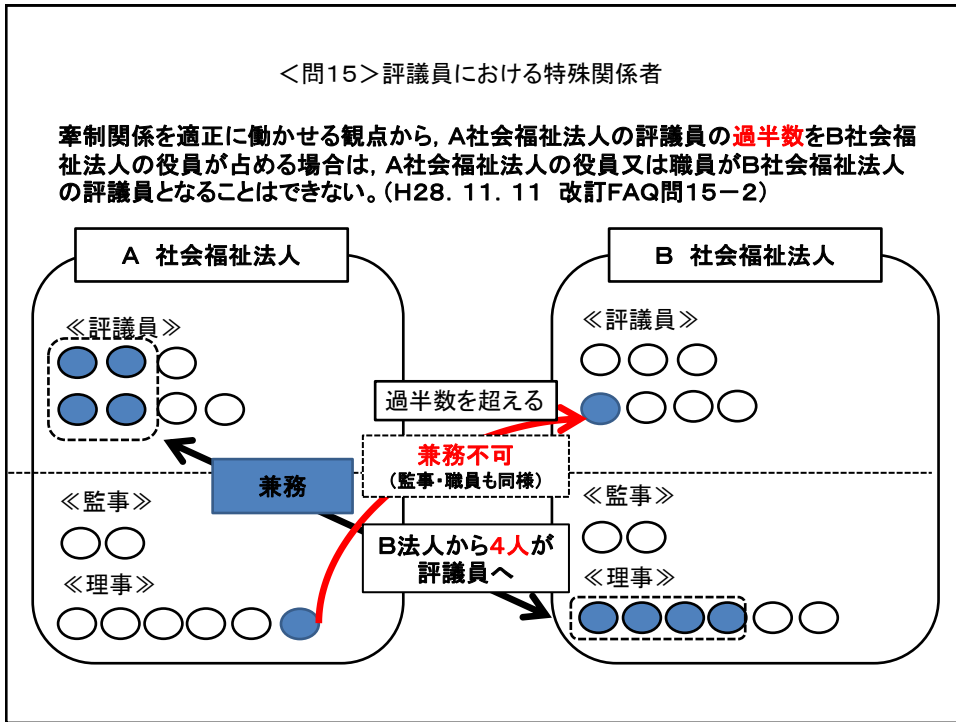 ＜問15＞評議員における特殊関係者
牽制関係を適正に働かせる観点から，A社会福祉法人の評議員の過半数をB社会福
祉法人の役員が占める場合は，A社会福祉法人の役員又は職員がB社会福祉法人
の評議員となることはできない。（H28．11．11　改訂FAQ問15－2）
A　社会福祉法人
B　社会福祉法人
≪評議員≫
≪評議員≫
過半数を超える
兼務不可
（監事・職員も同様）
兼務
≪監事≫
≪監事≫
B法人から4人が
評議員へ
≪理事≫
≪理事≫